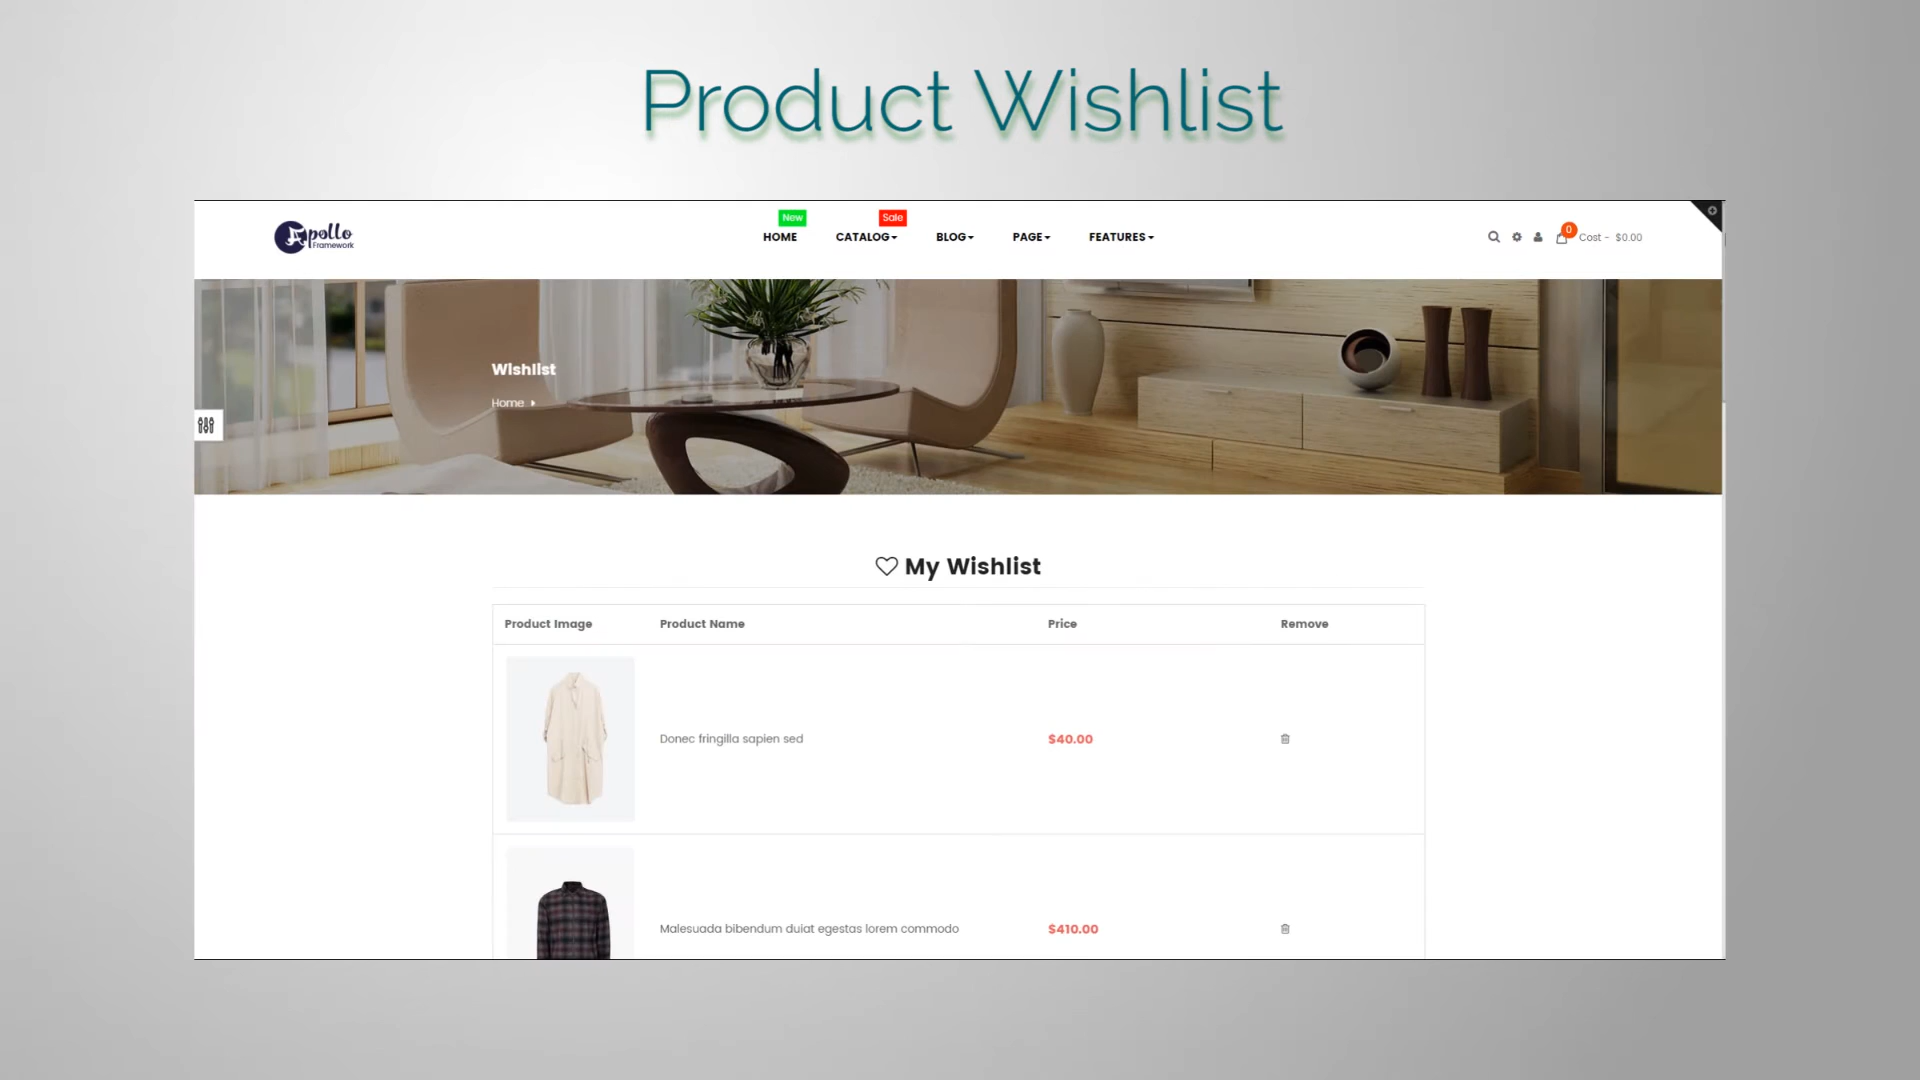 Product Wishlist
Apollo
Framework
New
HOME
Sale
CATALOG
BLOG
PAGE
FEATURES
0
Cost - $0.00
Wishlist
Home
My Wishlist
Product Image Product Name Price Remove
Donec fringilla sapien sed $40.00
Malesuada bibendum duiat egestas lorem commodo $410.00